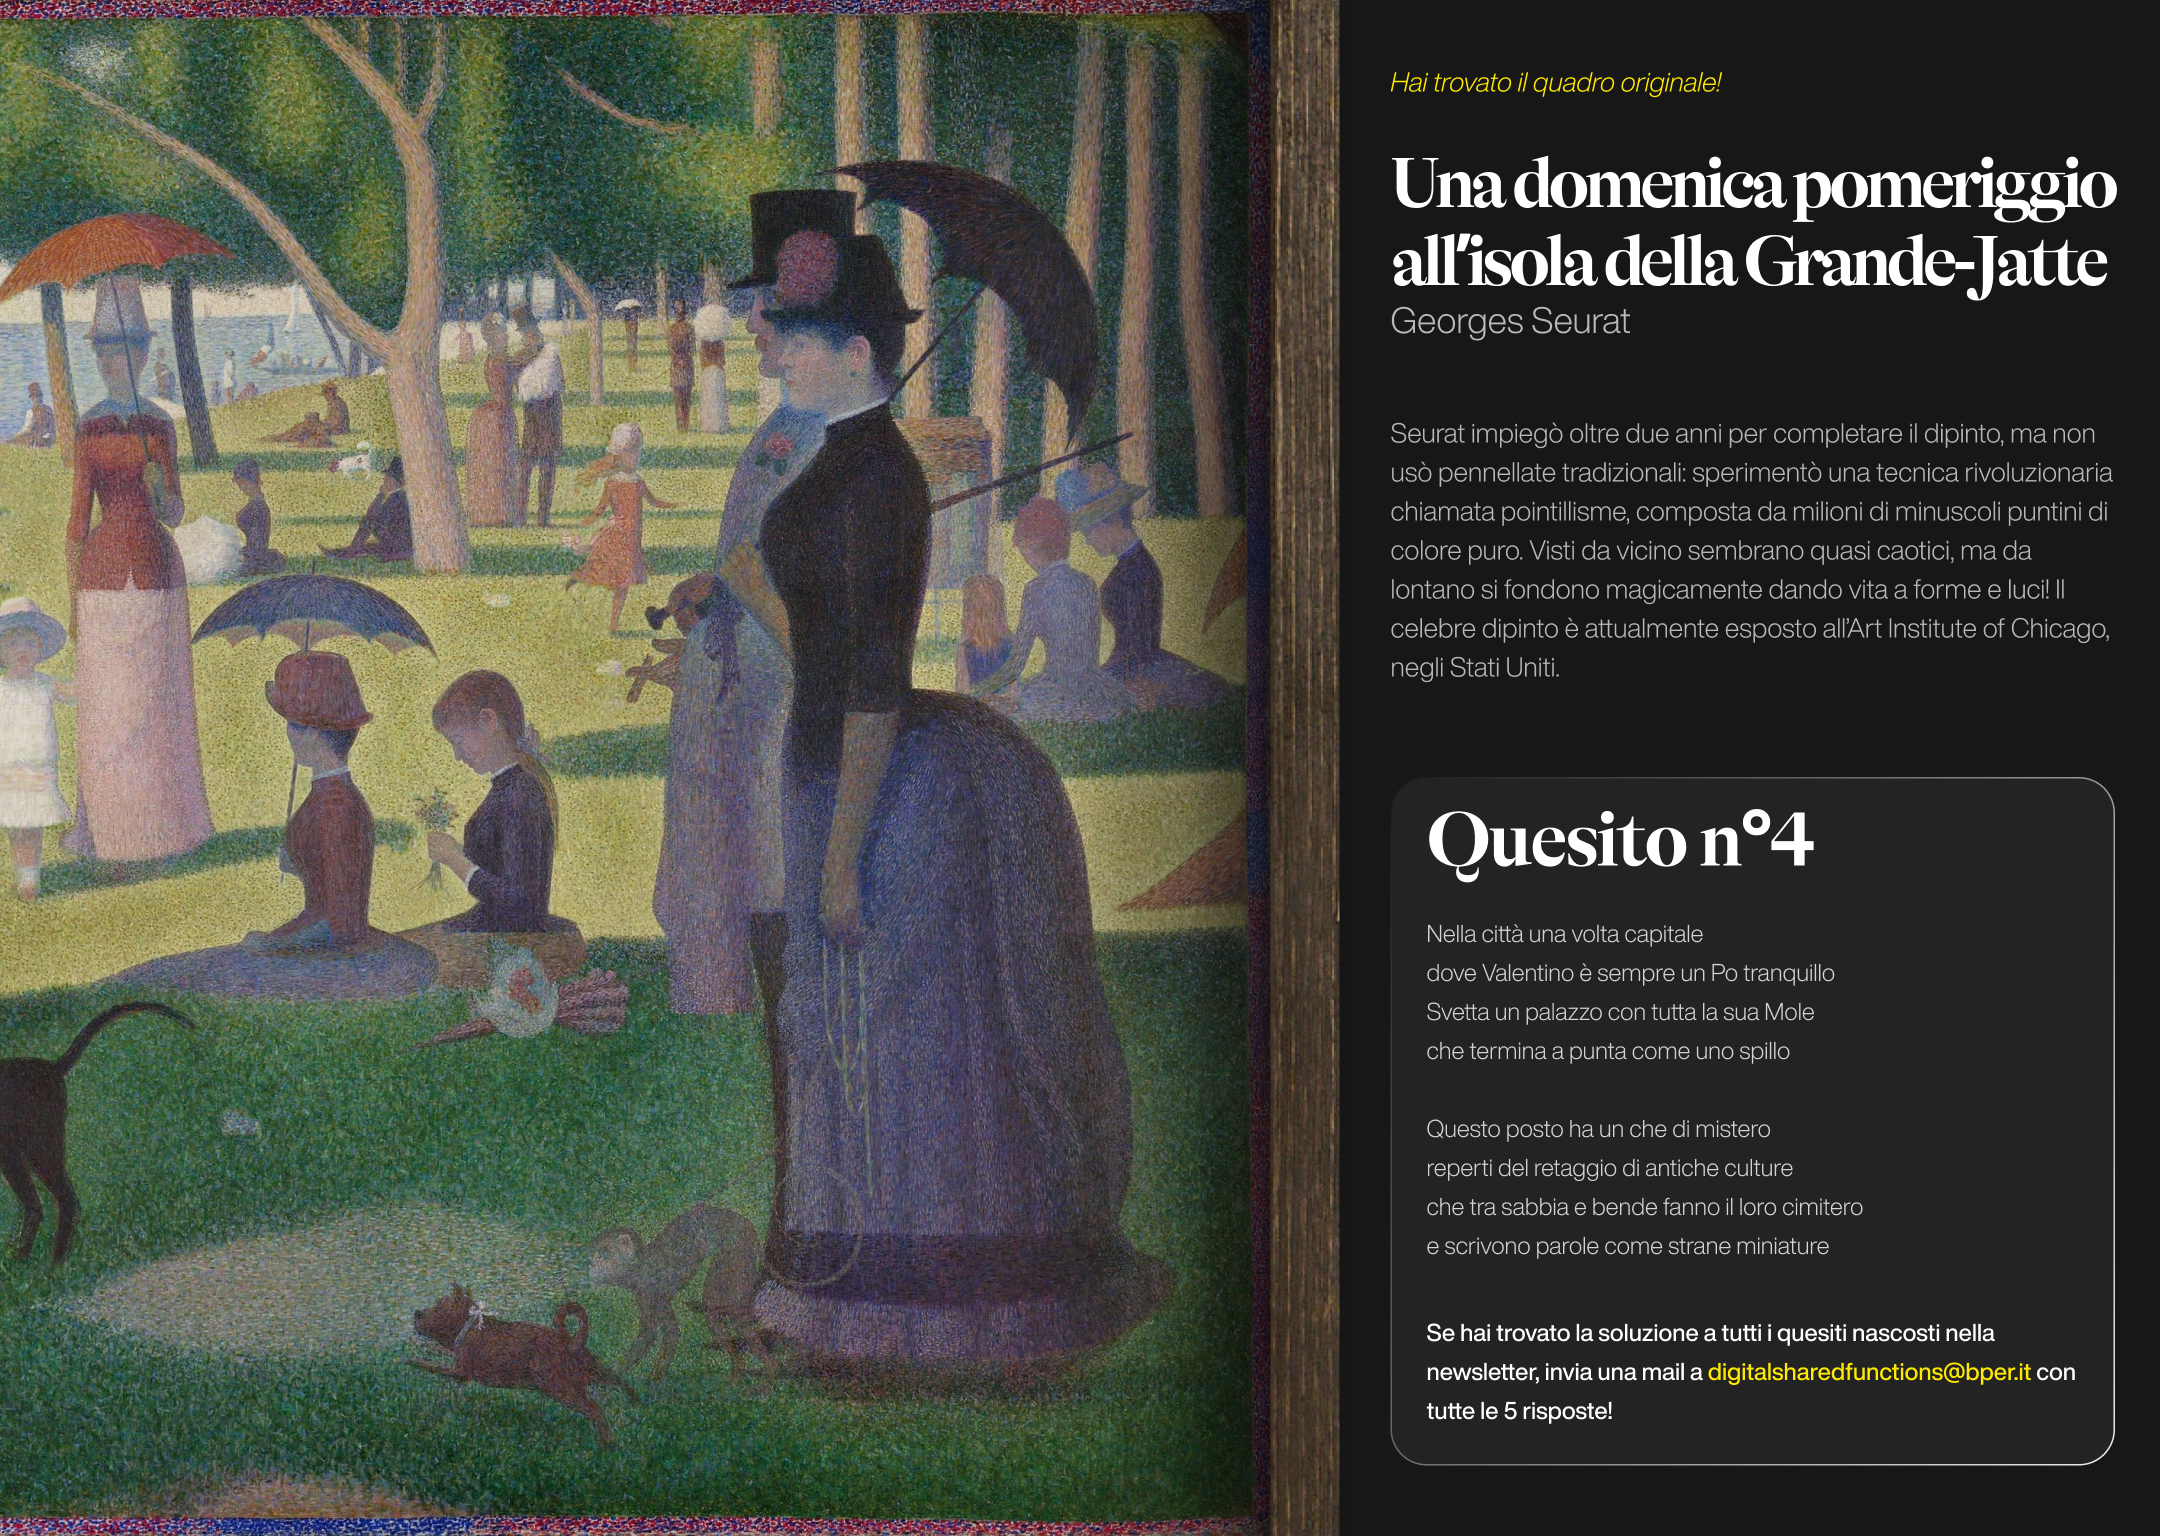 Hai trovato il quadro originale!
Una domenica pomeriggio
all'isola della Grande-Jatte
Georges Seurat
Seurat impiegò oltre due anni per completare il dipinto, ma non
usò pennellate tradizionali: sperimentò una tecnica rivoluzionaria
chiamata pointillisme, composta da milioni di minuscoli puntini di
colore puro. Visti da vicino sembrano quasi caotici, ma da
lontano si fondono magicamente dando vita a forme e luci! Il
celebre dipinto è attualmente esposto all’Art Institute of Chicago,
negli Stati Uniti.
Quesito n°4
Nella città una volta capitale
dove Valentino è sempre un Po tranquillo
Svetta un palazzo con tutta la sua Mole
che termina a punta come uno spillo
Questo posto ha un che di mistero
reperti del retaggio di antiche culture
che tra sabbia e bende fanno il loro cimitero
e scrivono parole come strane miniature
Se hai trovato la soluzione a tutti i quesiti nascosti nella
newsletter, invia una mail a digitalsharedfunctions@bper.it con
tutte le 5 risposte!